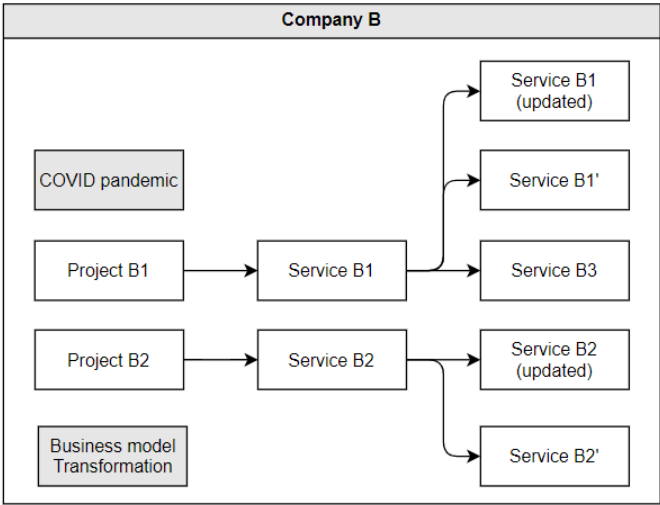 Company B
Service B1
(updated)
COVID pandemic
Service B1'
Project B1
Service B1
Service B3
Project B2
Service B2
Service B2
(updated)
Business model
Transformation
Service B2'